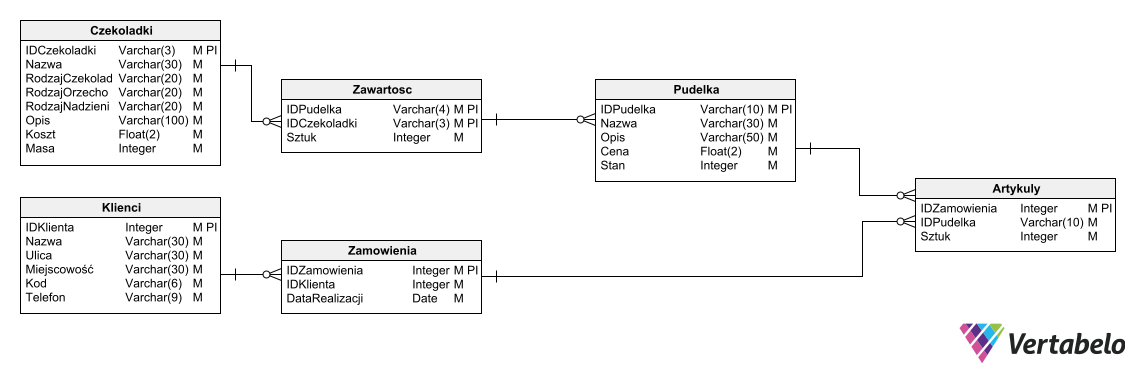 Czekoladki
IDCzekoladki Varchar(3) M PI
Nazwa Varchar(30) M
RodzajCzekolad Varchar(20) M
RodzajOrzecho Varchar(20) M
RodzajNadzieni Varchar(20) M
Opis Varchar(100) M
Koszt Float(2) M
Masa Integer M
Zawartosc
IDPudelka Varchar(4) M PI
IDCzekoladki Varchar(3) M PI
Sztuk Integer M
Pudelka
IDPudelka Varchar(10) M PI
Nazwa Varchar(30) M
Opis Varchar(50) M
Cena Float(2) M
Stan Integer M
Artykuly
IDZamowienia Integer M PI
IDPudelka Varchar(10) M
Sztuk Integer M
Klienci
IDKlienta Integer M PI
Nazwa Varchar(30) M
Ulica Varchar(30) M
Miejscowość Varchar(30) M
Kod Varchar(6) M
Telefon Varchar(9) M
Zamowienia
IDZamowienia Integer M PI
IDKlienta Integer M
DataRealizacji Date M
Vertabelo